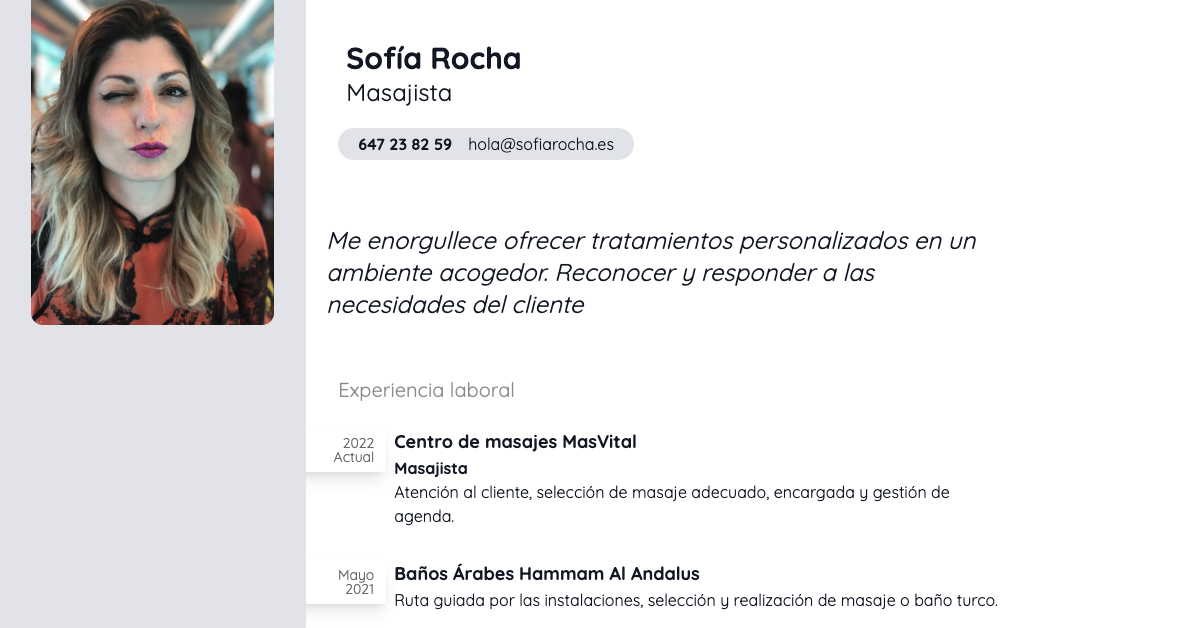 Sofía Rocha
Masajista
647 23 82 59 hola@sofiarocha.es
Me enorgullece ofrecer tratamientos personalizados en un
ambiente acogedor. Reconocer y responder a las
necesidades del cliente
Experiencia laboral
2022
Actual
Centro de masajes MasVital
Masajista
Atención al cliente, selección de masaje adecuado, encargada y gestión de
agenda.
Mayo
2021
Baños Árabes Hammam Al Andalus
Ruta guiada por las instalaciones, selección y realización de masaje o baño turco.